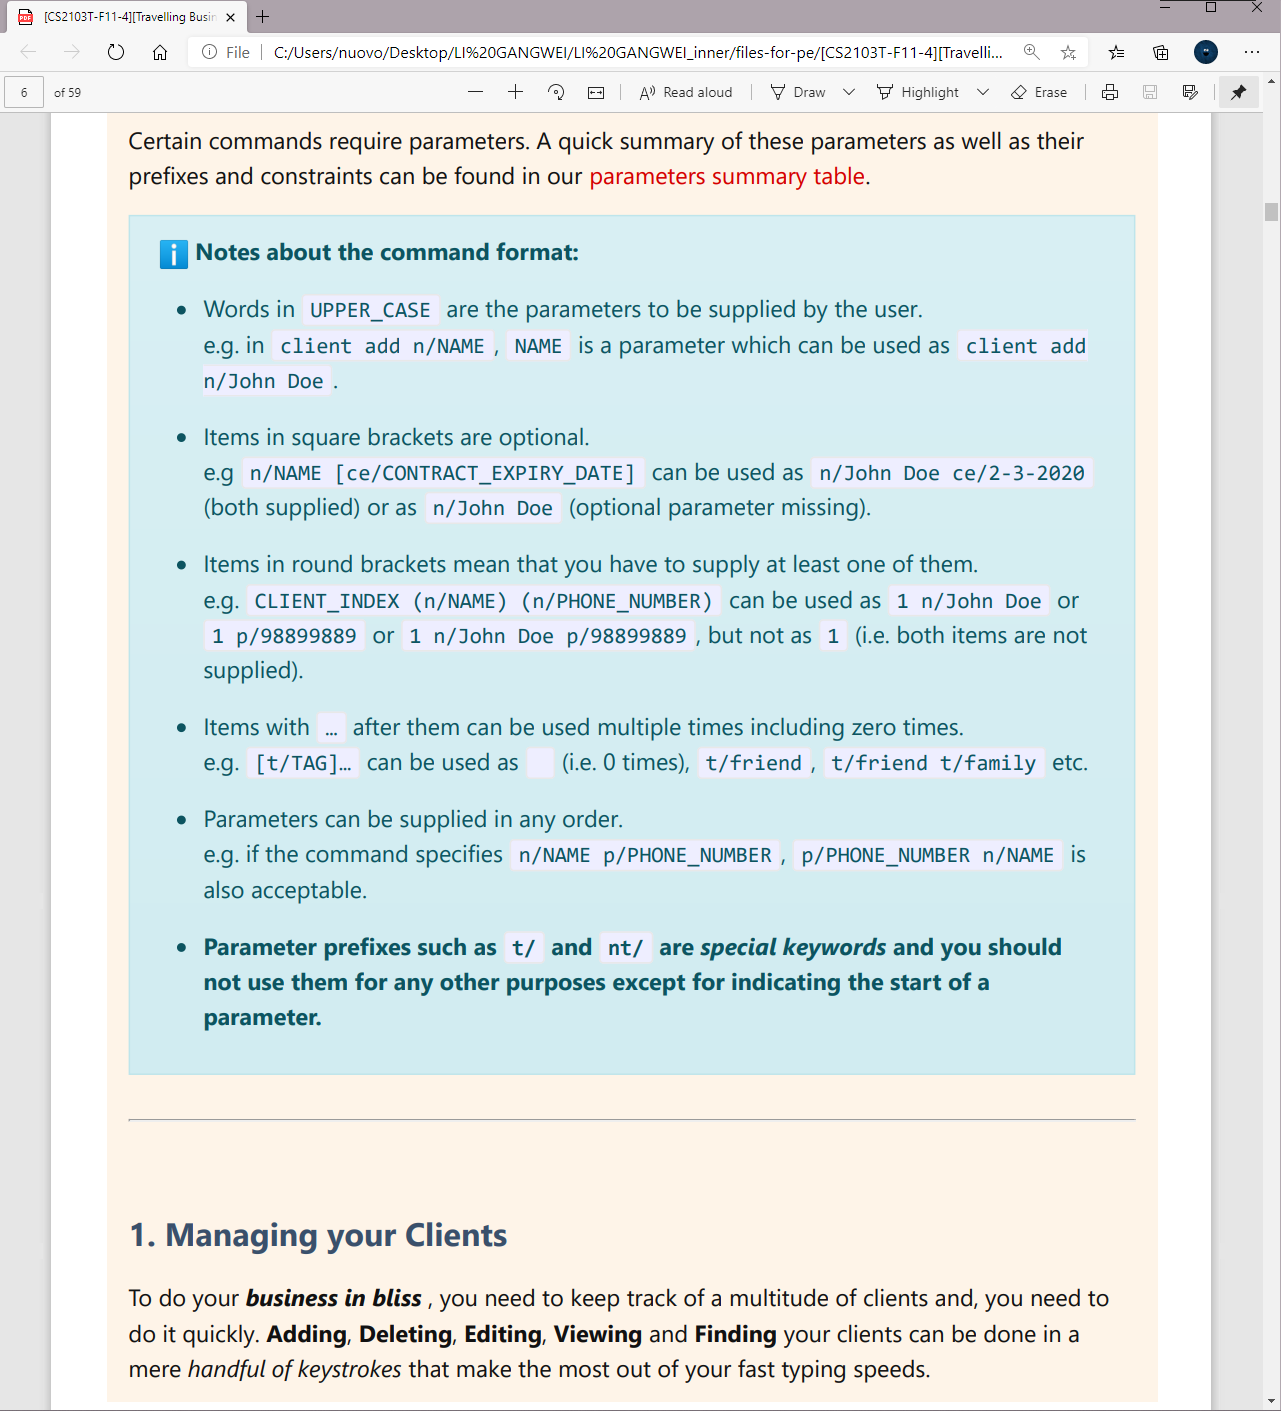 [CS2103T-F11-4][Travelling Busin
File
C:/Users/nuovo/Desktop/LI%20GANGWEI/LI%20GANGWEI_inner/files-for-pe/[CS2103T-F11-4][Travelli...
6 of 59
Read aloud
Draw
Highlight
Erase
Certain commands require parameters. A quick summary of these parameters as well as their
prefixes and constraints can be found in our parameters summary table.
Notes about the command format:
• Words in UPPER_CASE are the parameters to be supplied by the user.
e.g. in client add n/NAME , NAME is a parameter which can be used as client add
n/John Doe .
• Items in square brackets are optional.
e.g n/NAME [ce/CONTRACT_EXPIRY_DATE] can be used as n/John Doe ce/2-3-2020
(both supplied) or as n/John Doe (optional parameter missing).
• Items in round brackets mean that you have to supply at least one of them.
e.g. CLIENT_INDEX (n/NAME) (n/PHONE_NUMBER) can be used as 1 n/John Doe or
1 p/98899889 or 1 n/John Doe p/98899889 , but not as 1 (i.e. both items are not
supplied).
• Items with … after them can be used multiple times including zero times.
e.g. [t/TAG]… can be used as (i.e. 0 times), t/friend , t/friend t/family etc.
• Parameters can be supplied in any order.
e.g. if the command specifies n/NAME p/PHONE_NUMBER , p/PHONE_NUMBER n/NAME is
also acceptable.
• Parameter prefixes such as t/ and nt/ are special keywords and you should
not use them for any other purposes except for indicating the start of a
parameter.
1. Managing your Clients
To do your business in bliss , you need to keep track of a multitude of clients and, you need to
do it quickly. Adding, Deleting, Editing, Viewing and Finding your clients can be done in a
mere handful of keystrokes that make the most out of your fast typing speeds.